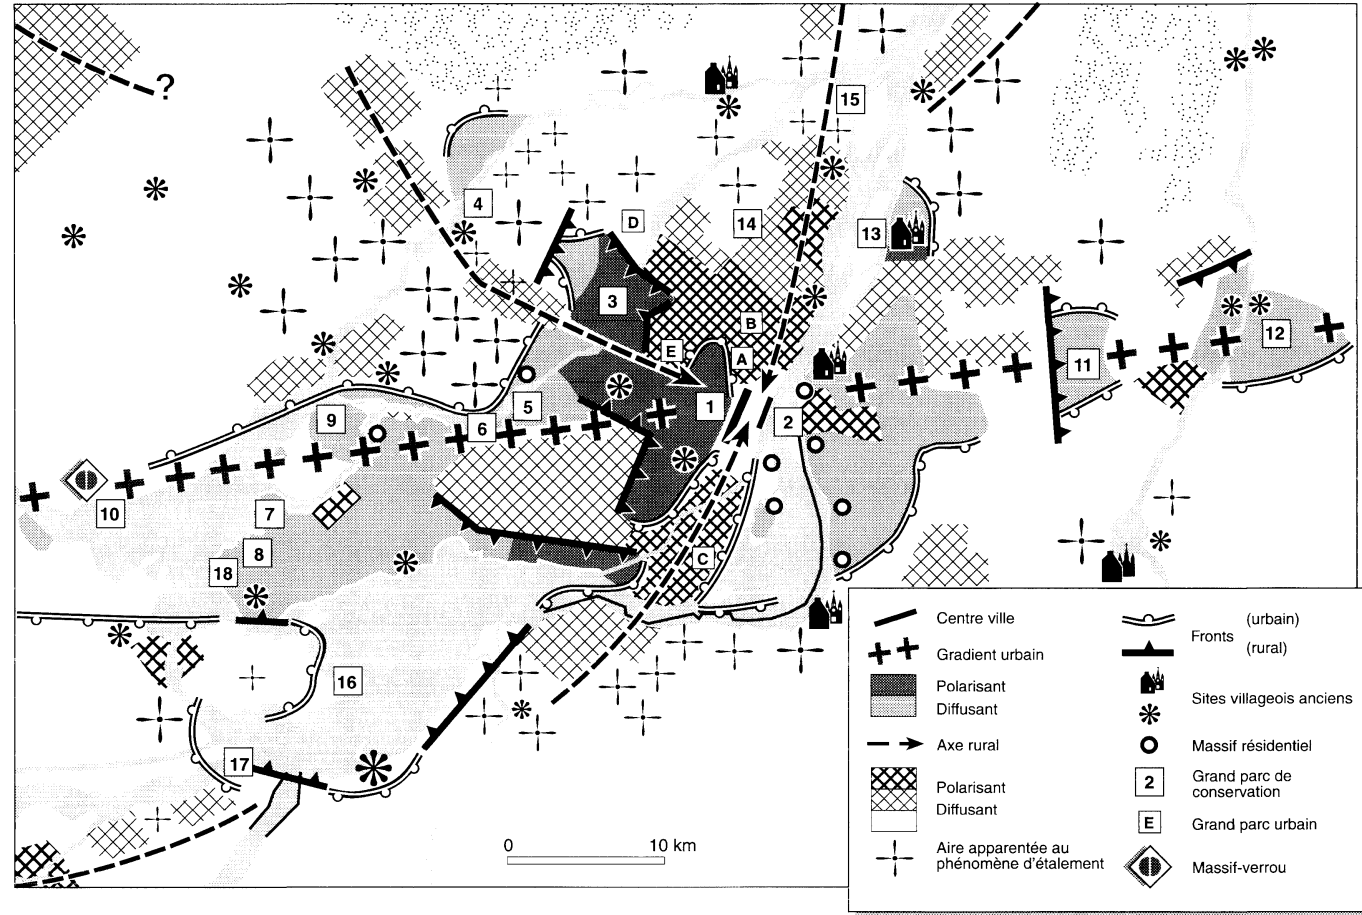 ?
15
4
D
14
13
3
B
E
A
12
11
1
5
2
9
6
10
7
8
C
18
16
17
0 10 km
Centre ville
Gradient urbain
Polarisant
Diffusant
Axe rural
Polarisant
Diffusant
Aire apparentée au
phénomène d'étalement
Fronts
(urbain)
(rural)
Sites villageois anciens
Massif résidentiel
2
Grand parc de
conservation
E
Grand parc urbain
Massif-verrou